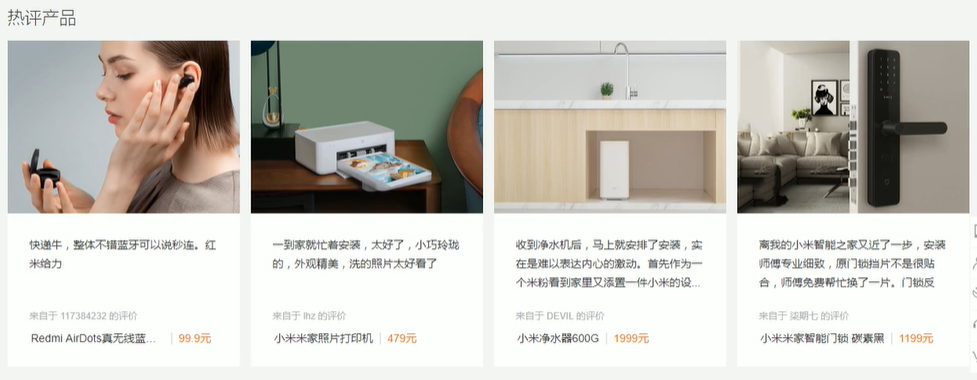 热评产品
快递牛，整体不错蓝牙可以说秒连。红
米给力
来自于 117384232 的评价
Redmi AirDots真无线蓝... 99.9元
一到家就忙着安装，太好了，小巧玲珑
的，外观精美，洗的照片太好看了
来自于 lhz 的评价
小米米家照片打印机 479元
收到净水机后，马上就安排了安装，实
在是难以表达内心的激动。首先作为一
个米粉看到家里又添置一件小米的设...
来自于 DEVIL 的评价
小米净水器600G 1999元
离我的小米智能之家又近了一步，安装
师傅专业细致，原门锁挡片不是很贴
合，师傅免费帮忙换了一片。门锁反
来自于 柒期七 的评价
小米米家智能门锁 碳素黑 1199元